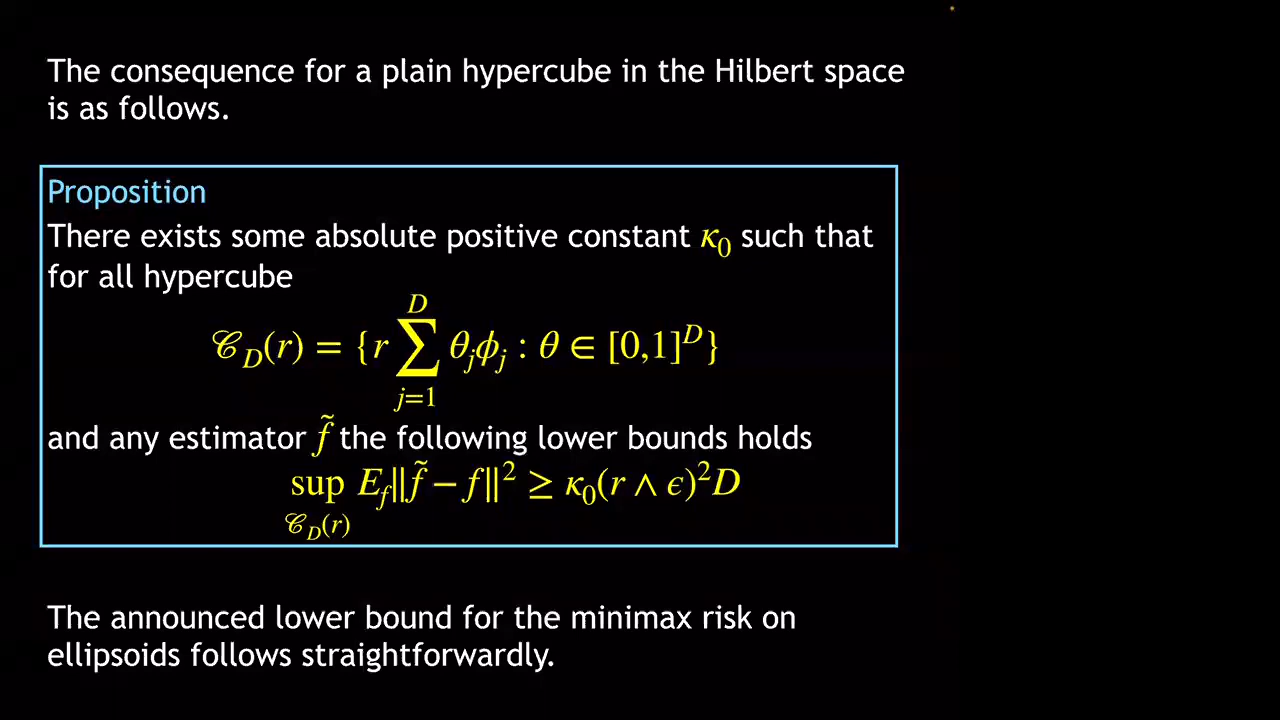 The consequence for a plain hypercube in the Hilbert space
is as follows.
Proposition
There exists some absolute positive constant κ₀ such that
for all hypercube
𝒞_D(r) = {r ∑_{j=1}^{D} θ_jϕ_j : θ ∈ [0,1]^D}
and any estimator f̃ the following lower bounds holds
sup_{𝒞_D(r)} E_f||f̃ − f||² ≥ κ₀(r ∧ ϵ)²D
The announced lower bound for the minimax risk on
ellipsoids follows straightforwardly.